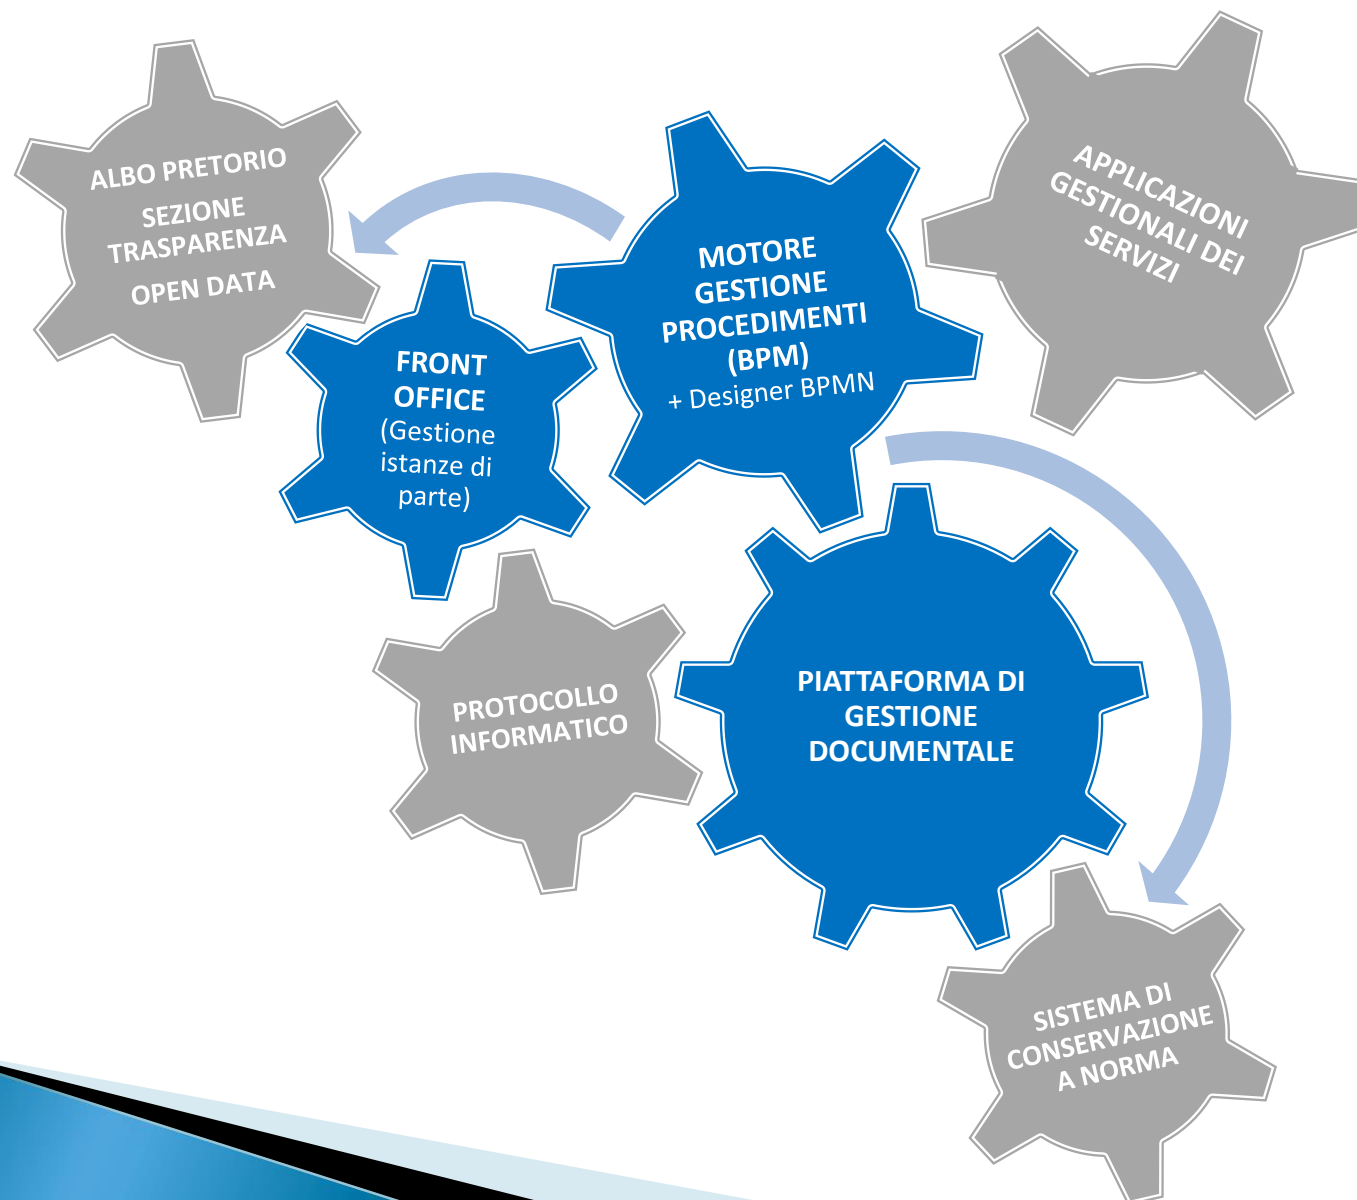 ALBO PRETORIO
SEZIONE
TRASPARENZA
OPEN DATA
FRONT
OFFICE
(Gestione
istanze di
parte)
MOTORE
GESTIONE
PROCEDIMENTI
(BPM)
+ Designer BPMN
APPLICAZIONI
GESTIONALI DEI
SERVIZI
PROTOCOLLO
INFORMATICO
PIATTAFORMA DI
GESTIONE
DOCUMENTALE
SISTEMA DI
CONSERVAZIONE
A NORMA